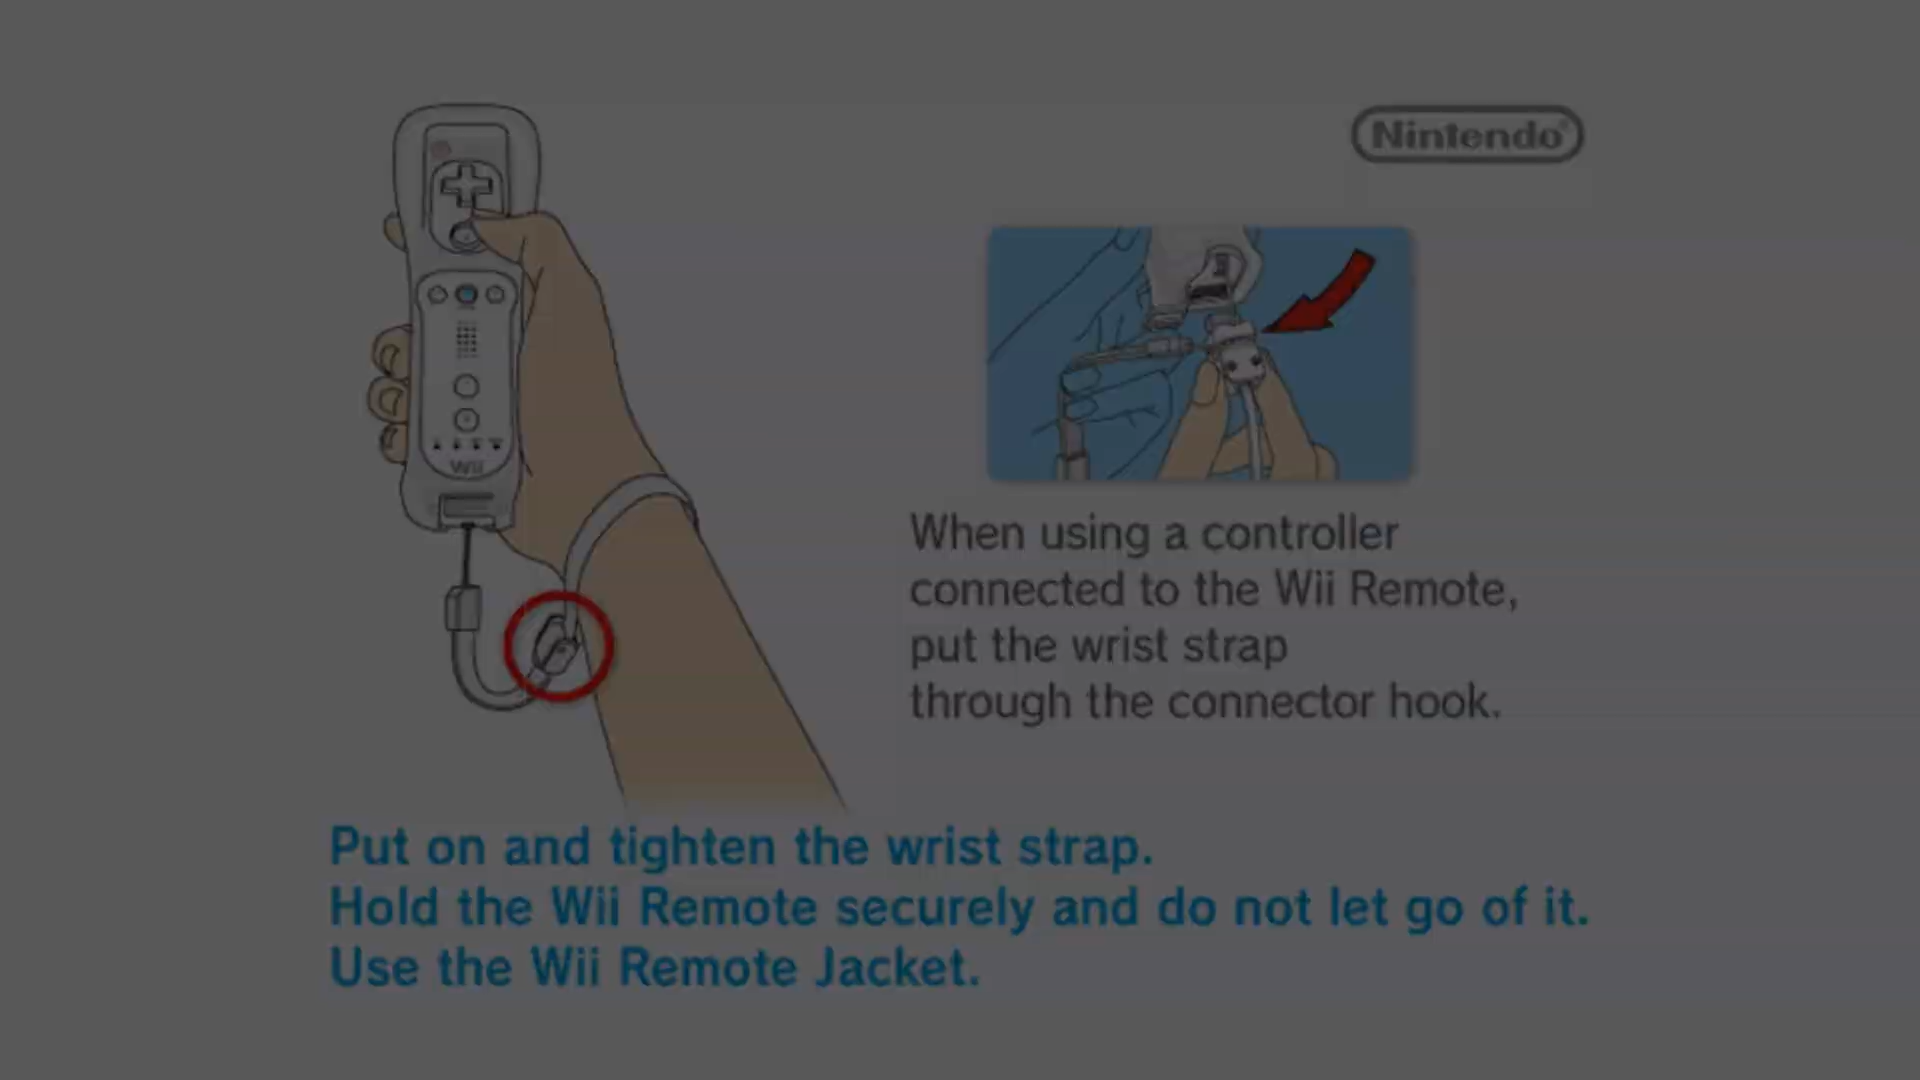 Nintendo®
Wii
When using a controller
connected to the Wii Remote,
put the wrist strap
through the connector hook.
Put on and tighten the wrist strap.
Hold the Wii Remote securely and do not let go of it.
Use the Wii Remote Jacket.